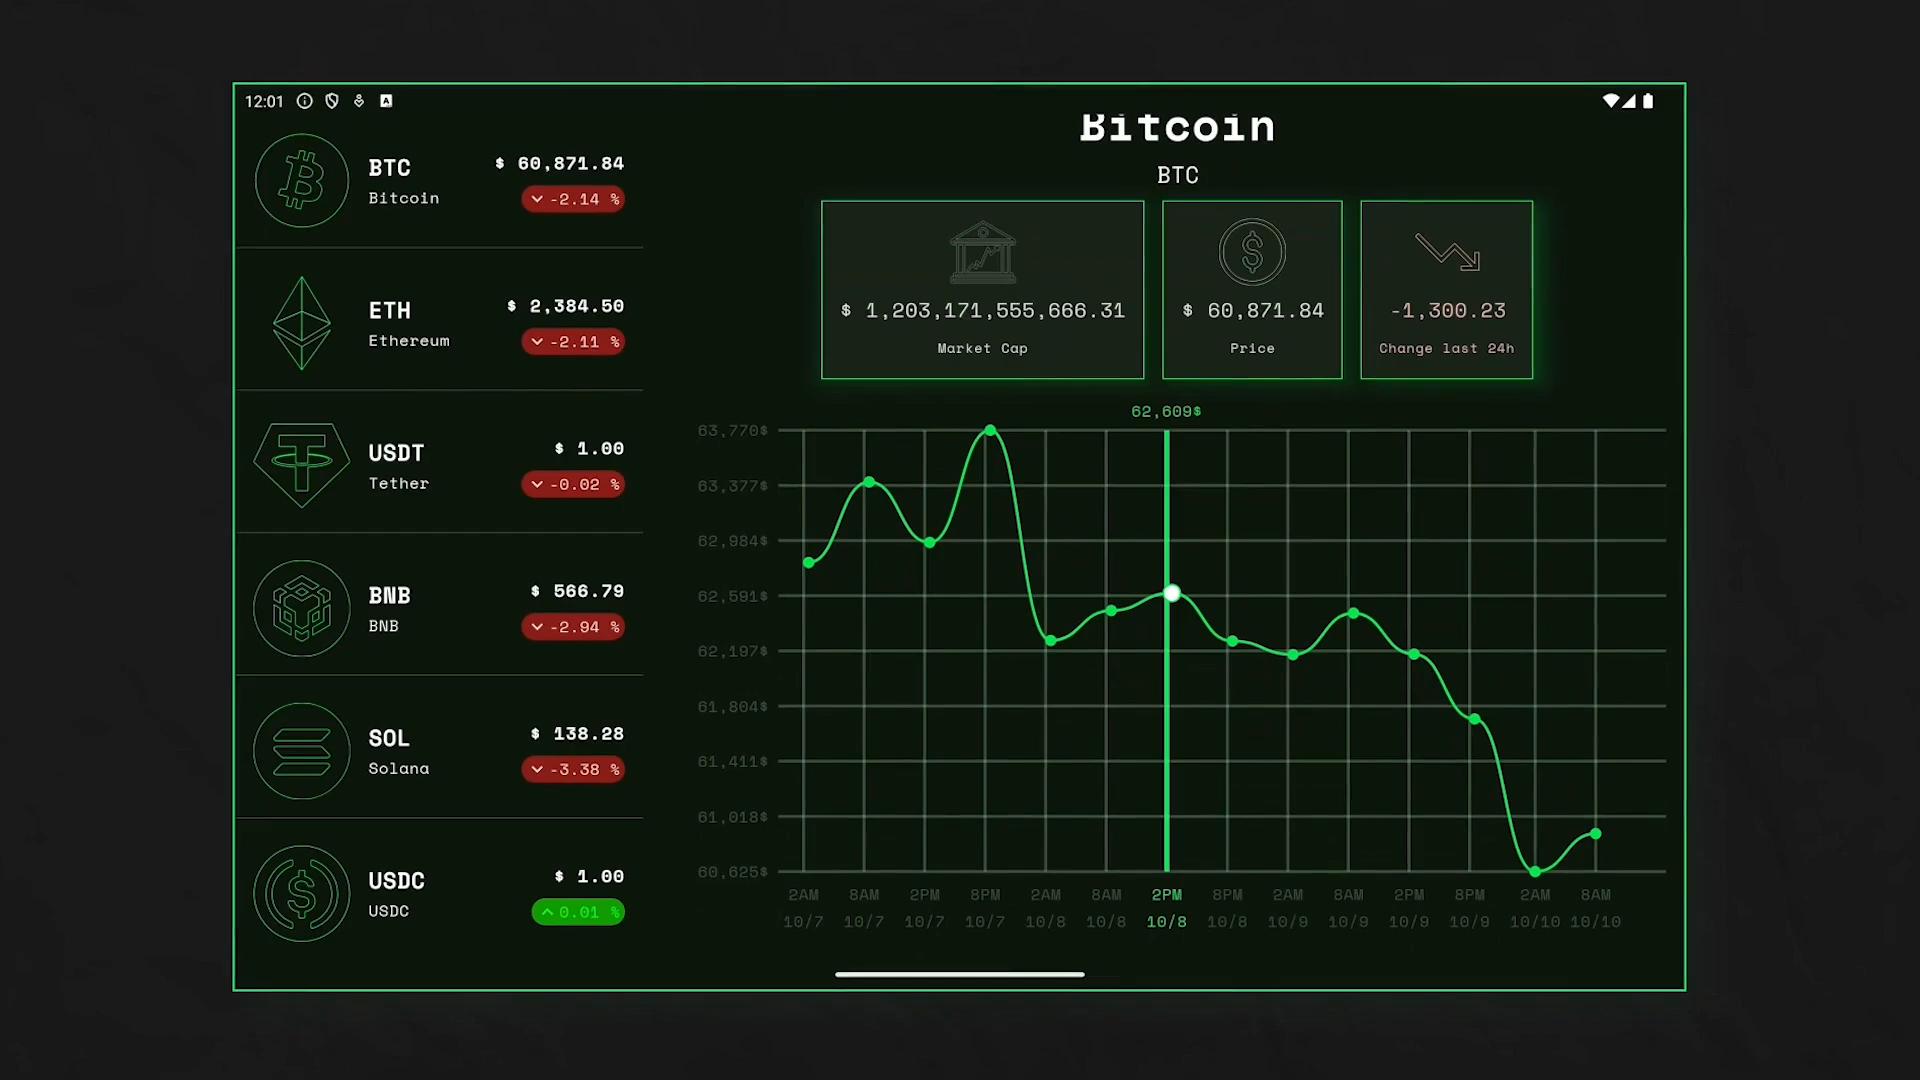 12:01
BTC
Bitcoin
$ 60,871.84
-2.14 %
ETH
Ethereum
$ 2,384.50
-2.11 %
USDT
Tether
$ 1.00
-0.02 %
BNB
BNB
$ 566.79
-2.94 %
SOL
Solana
$ 138.28
-3.38 %
USDC
USDC
$ 1.00
0.01 %
Bitcoin
BTC
$ 1,203,171,555,666.31
Market Cap
$ 60,871.84
Price
-1,300.23
Change last 24h
62,609$
63,770$
63,377$
62,984$
62,591$
62,197$
61,804$
61,411$
61,018$
60,625$
2AM 8AM 2PM 8PM 2AM 8AM 2PM 8PM 2AM 8AM 2PM 8PM 2AM 8AM
10/7 10/7 10/7 10/7 10/8 10/8 10/8 10/8 10/9 10/9 10/9 10/9 10/10 10/10